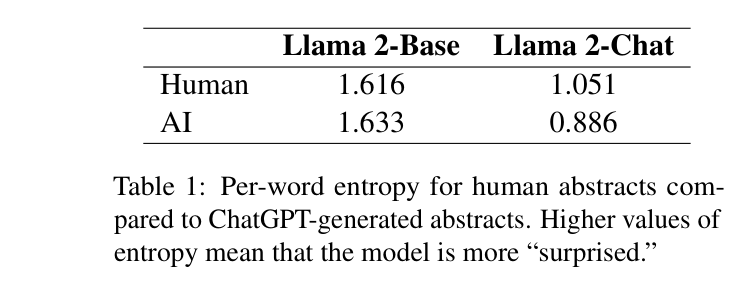 Llama 2-Base Llama 2-Chat
Human 1.616 1.051
AI 1.633 0.886
Table 1: Per-word entropy for human abstracts com-
pared to ChatGPT-generated abstracts. Higher values of
entropy mean that the model is more “surprised.”